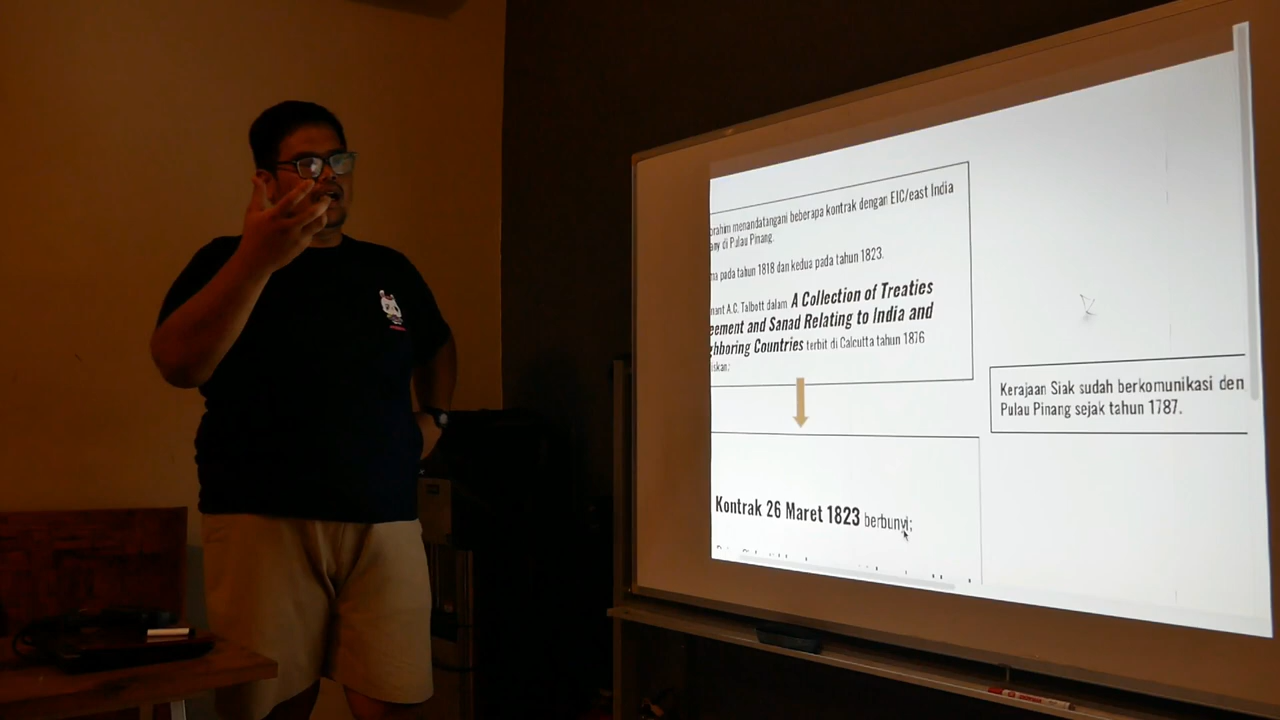 brahim menandatangani beberapa kontrak dengan EIC/east India
any di Pulau Pinang.
na pada tahun 1818 dan kedua pada tahun 1823.
nant A.C. Talbott dalam A Collection of Treaties
eement and Sanad Relating to India and
ghboring Countries terbit di Calcutta tahun 1876
iskan;
Kontrak 26 Maret 1823 berbunyi;
Kerajaan Siak sudah berkomunikasi den
Pulau Pinang sejak tahun 1787.